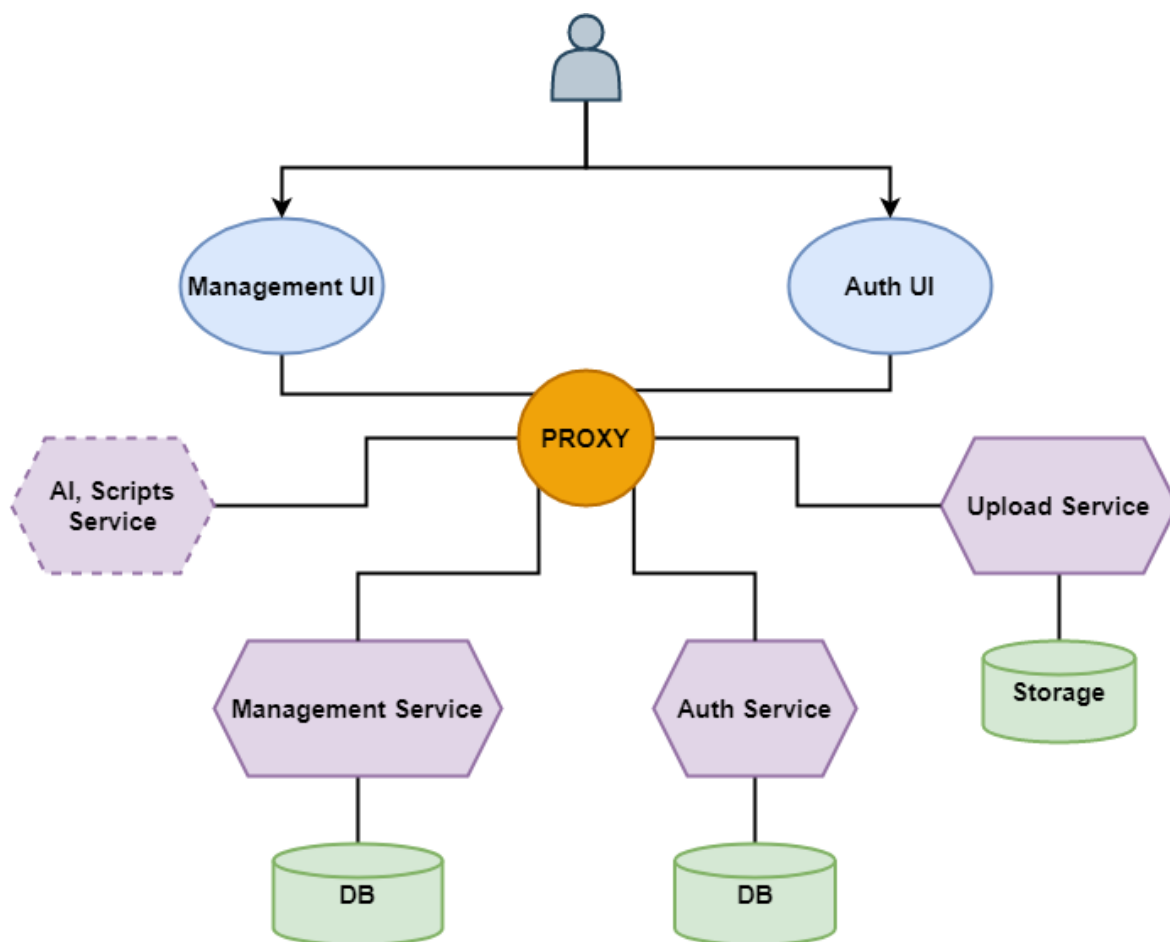 Management UI
Auth UI
PROXY
AI, Scripts
Service
Upload Service
Management Service
Auth Service
Storage
DB
DB